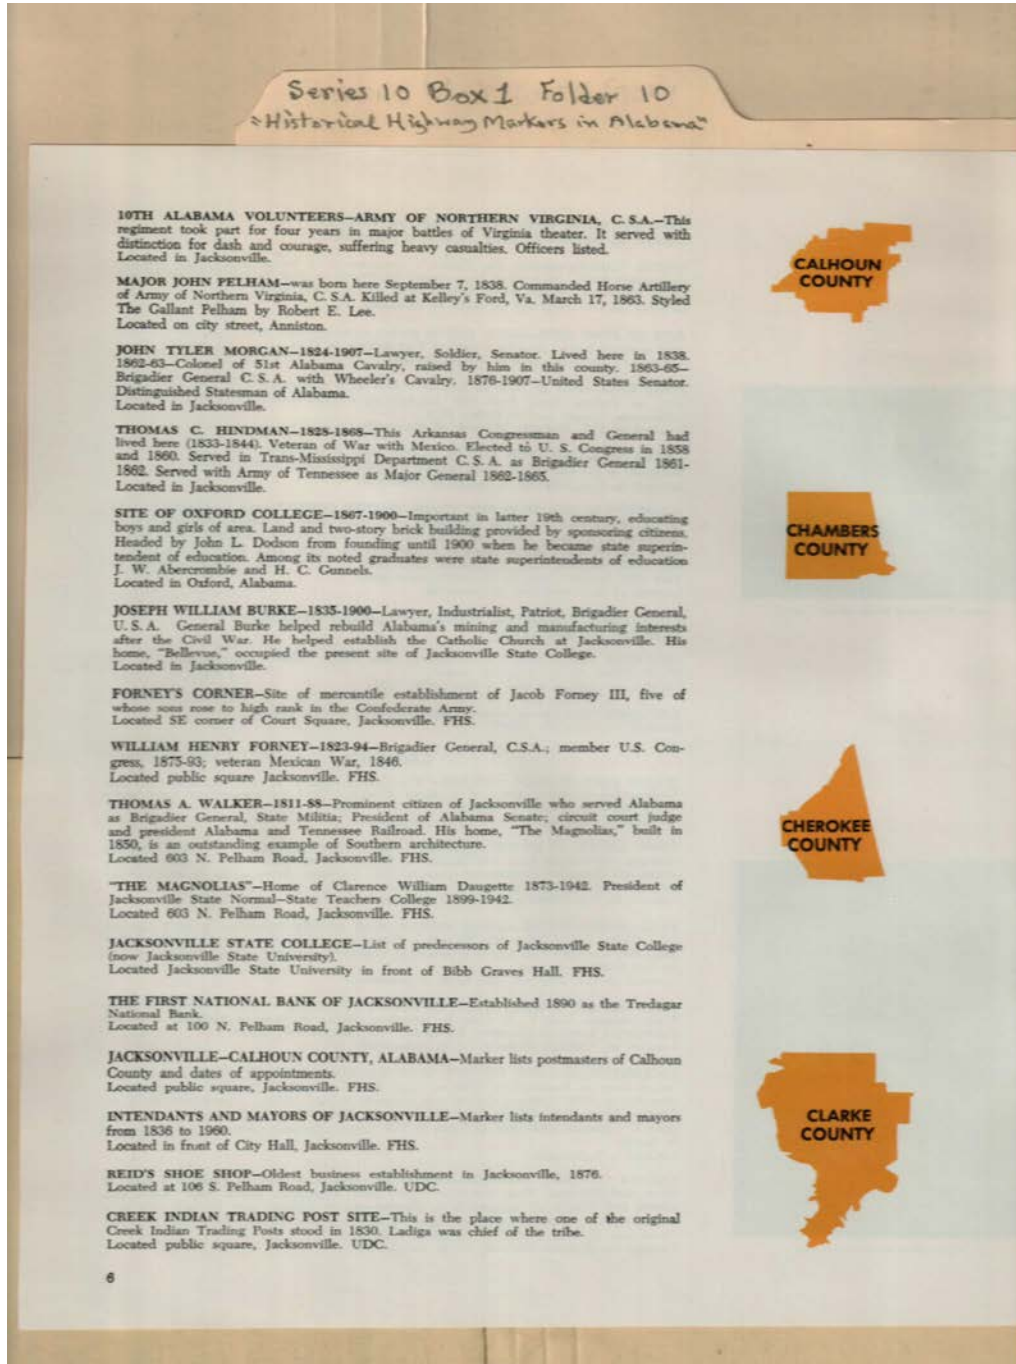 Series 10 Box 1 Folder 10
"Historical Highway Markers in Alabama"
10TH ALABAMA VOLUNTEERS—ARMY OF NORTHERN VIRGINIA, C. S.A.—This
regiment took part for four years in major battles of Virginia theater. It served with
distinction for dash and courage, suffering heavy casualties. Officers listed.
Located in Jacksonville.
MAJOR JOHN PELHAM—was born here September 7, 1838. Commanded Horse Artillery
of Army of Northern Virginia, C. S.A. Killed at Kelley's Ford, Va. March 17, 1863. Styled
The Gallant Pelham by Robert E. Lee.
Located on city street, Anniston.
JOHN TYLER MORGAN—1824-1907—Lawyer, Soldier, Senator. Lived here in 1838.
1862-63—Colonel of 51st Alabama Cavalry, raised by him in this county. 1863-65—
Brigadier General C. S. A. with Wheeler's Cavalry. 1876-1907—United States Senator.
Distinguished Statesman of Alabama.
Located in Jacksonville.
THOMAS C. HINDMAN—1828-1868—This Arkansas Congressman and General had
lived here (1833-1844). Veteran of War with Mexico. Elected to U. S. Congress in 1858
and 1860. Served in Trans-Mississippi Department C. S. A. as Brigadier General 1861-
1862. Served with Army of Tennessee as Major General 1862-1865.
Located in Jacksonville.
SITE OF OXFORD COLLEGE—1867-1900—Important in latter 19th century, educating
boys and girls of area. Land and two-story brick building provided by sponsoring citizens.
Headed by John L. Dodson from founding until 1900 when he became state superin-
tendent of education. Among its noted graduates were state superintendents of education
J. W. Abercrombie and H. C. Gunnels.
Located in Oxford, Alabama.
JOSEPH WILLIAM BURKE—1835-1900—Lawyer, Industrialist, Patriot, Brigadier General,
U. S. A. General Burke helped rebuild Alabama's mining and manufacturing interests
after the Civil War. He helped establish the Catholic Church at Jacksonville. His
home, "Bellevue," occupied the present site of Jacksonville State College.
Located in Jacksonville.
FORNEY'S CORNER—Site of mercantile establishment of Jacob Forney III, five of
whose sons rose to high rank in the Confederate Army.
Located SE corner of Court Square, Jacksonville. FHS.
WILLIAM HENRY FORNEY—1823-94—Brigadier General, C.S.A.; member U.S. Con-
gress, 1875-93; veteran Mexican War, 1846.
Located public square Jacksonville. FHS.
THOMAS A. WALKER—1811-88—Prominent citizen of Jacksonville who served Alabama
as Brigadier General, State Militia; President of Alabama Senate; circuit court judge
and president Alabama and Tennessee Railroad. His home, "The Magnolias," built in
1850, is an outstanding example of Southern architecture.
Located 603 N. Pelham Road, Jacksonville. FHS.
"THE MAGNOLIAS"—Home of Clarence William Daugette 1873-1942. President of
Jacksonville State Normal—State Teachers College 1899-1942.
Located 603 N. Pelham Road, Jacksonville. FHS.
JACKSONVILLE STATE COLLEGE—List of predecessors of Jacksonville State College
(now Jacksonville State University).
Located Jacksonville State University in front of Bibb Graves Hall. FHS.
THE FIRST NATIONAL BANK OF JACKSONVILLE—Established 1890 as the Tredagar
National Bank.
Located at 100 N. Pelham Road, Jacksonville. FHS.
JACKSONVILLE—CALHOUN COUNTY, ALABAMA—Marker lists postmasters of Calhoun
County and dates of appointments.
Located public square, Jacksonville. FHS.
INTENDANTS AND MAYORS OF JACKSONVILLE—Marker lists intendants and mayors
from 1836 to 1960.
Located in front of City Hall, Jacksonville. FHS.
REID'S SHOE SHOP—Oldest business establishment in Jacksonville, 1876.
Located at 106 S. Pelham Road, Jacksonville. UDC.
CREEK INDIAN TRADING POST SITE—This is the place where one of the original
Creek Indian Trading Posts stood in 1830. Ladiga was chief of the tribe.
Located public square, Jacksonville. UDC.
6
CALHOUN
COUNTY
CHAMBERS
COUNTY
CHEROKEE
COUNTY
CLARKE
COUNTY